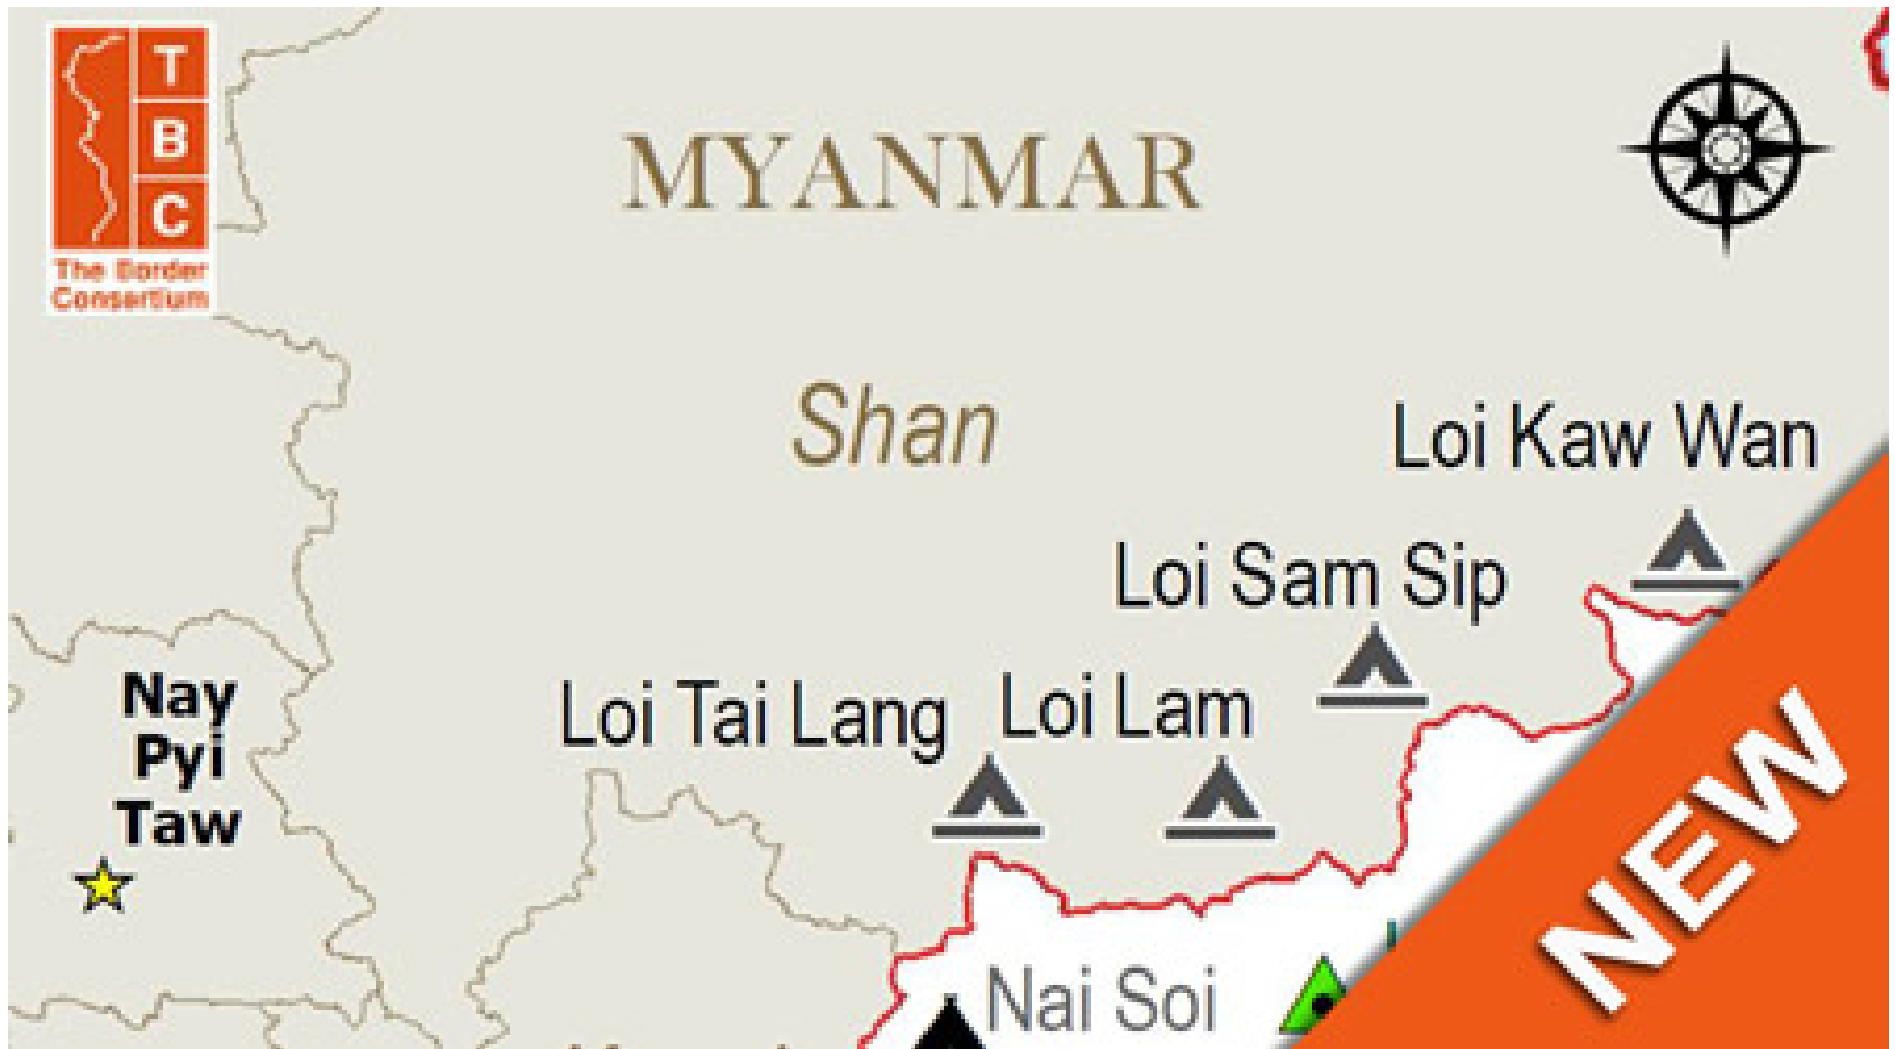 T
B
C
The Border
Consortium
MYANMAR
Shan
Loi Kaw Wan
Loi Sam Sip
Loi Tai Lang
Loi Lam
Nay
Pyi
Taw
Nai Soi
NEW